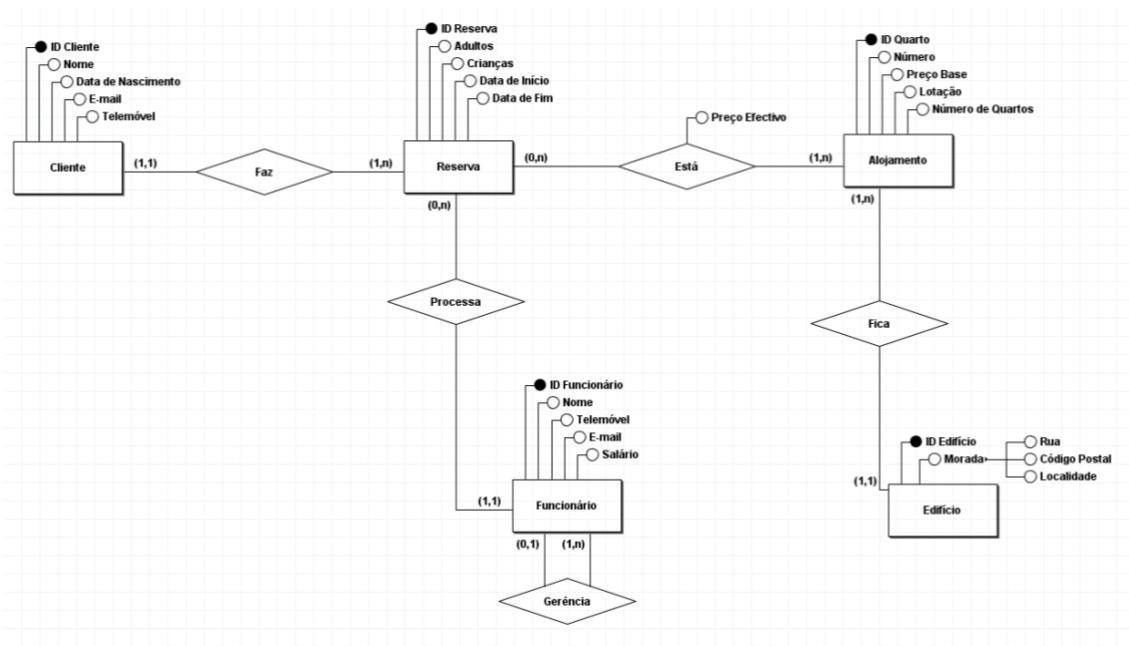 ID Cliente
Nome
Data de Nascimento
E-mail
Telemóvel
Cliente
(1,1)
Faz
(1,n)
ID Reserva
Adultos
Crianças
Data de Início
Data de Fim
Reserva
(0,n)
(0,n)
Preço Efectivo
Está
(1,n)
ID Quarto
Número
Preço Base
Lotação
Número de Quartos
Alojamento
(1,n)
Processa
Fica
ID Funcionário
Nome
Telemóvel
E-mail
Salário
(1,1)
Funcionário
(0,1)
(1,n)
Gerência
ID Edifício
Morada
Rua
Código Postal
Localidade
(1,1)
Edifício